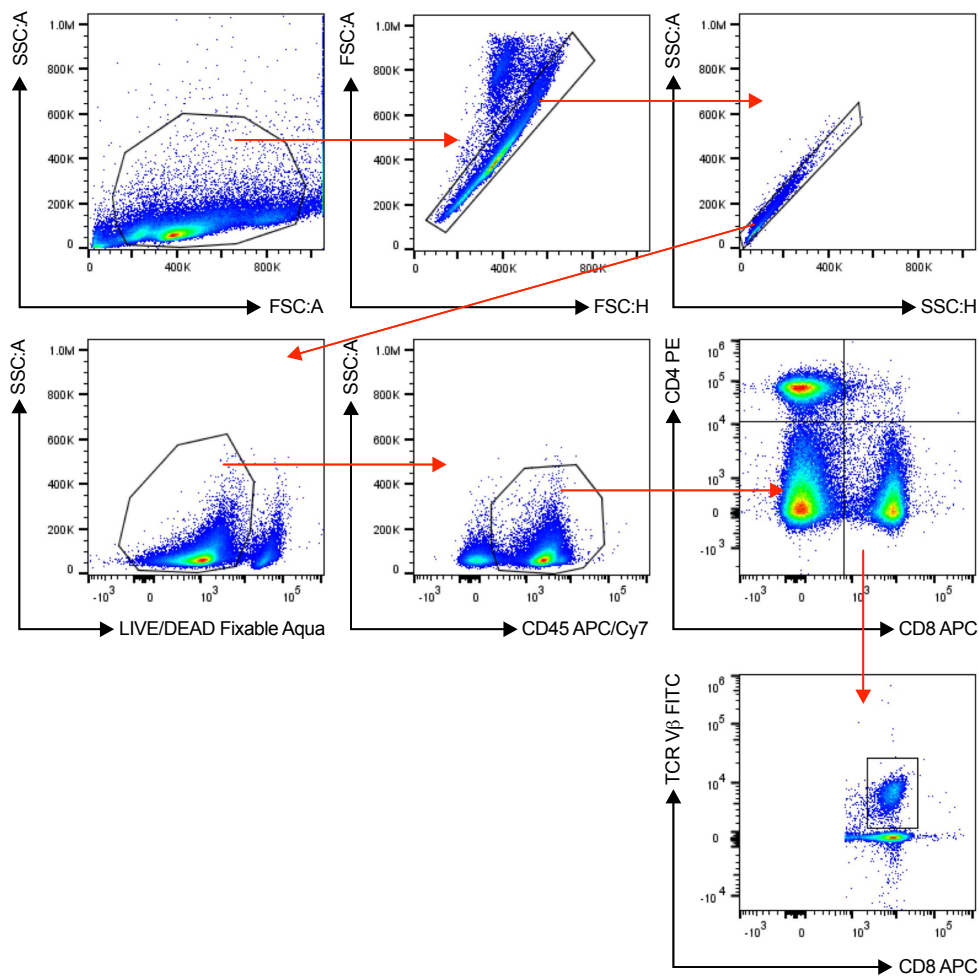 SSC:A
1.0M
800K
600K
400K
200K
0
0 400K 800K
FSC:A
FSC:A
1.0M
800K
600K
400K
200K
0
0 200K 400K 600K 800K
FSC:H
SSC:A
1.0M
800K
600K
400K
200K
0
0 400K 800K
SSC:H
SSC:A
1.0M
800K
600K
400K
200K
0
-10³ 0 10³ 10⁵
LIVE/DEAD Fixable Aqua
SSC:A
1.0M
800K
600K
400K
200K
0
-10³ 0 10³ 10⁵
CD45 APC/Cy7
CD4 PE
10⁶
10⁵
10⁴
10³
0
-10³
-10³ 0 10³ 10⁵
CD8 APC
TCR Vβ FITC
10⁶
10⁵
10⁴
0
-10⁴
-10³ 0 10³ 10⁵
CD8 APC